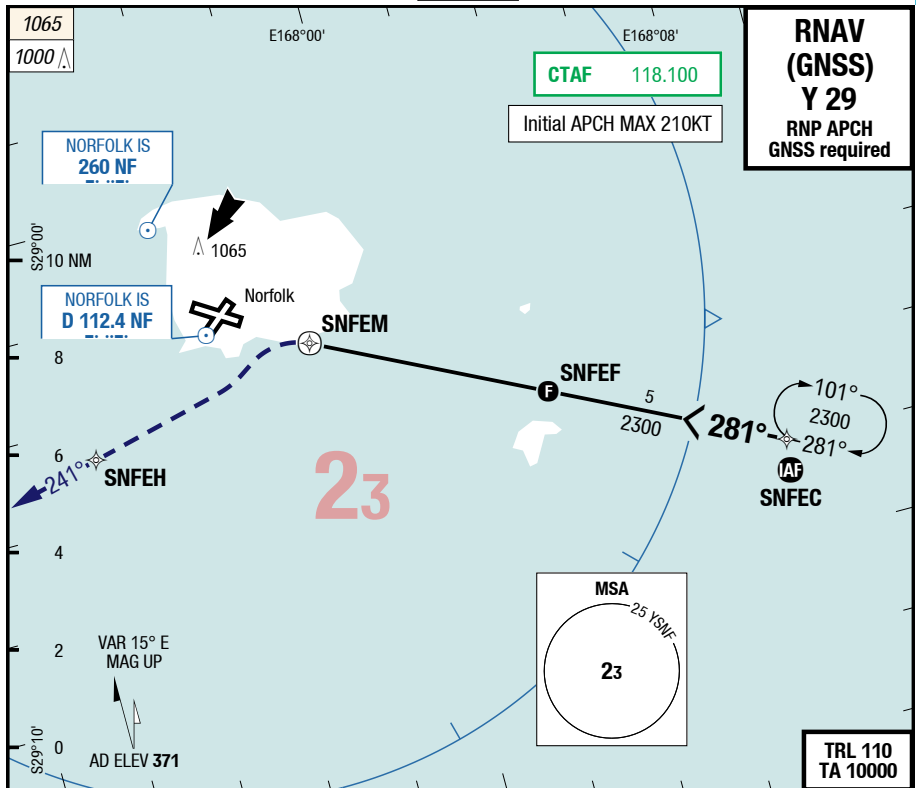 1065
1000
E168°00'
E168°08'
RNAV
(GNSS)
Y 29
RNP APCH
GNSS required
CTAF 118.100
Initial APCH MAX 210KT
NORFOLK IS
260 NF
1065
S29°00'
10 NM
NORFOLK IS
D 112.4 NF
Norfolk
SNFEM
8
SNFEF
F
5
2300
281°
101°
2300
281°
IAF
SNFEC
6
241°
SNFEH
23
4
MSA
25 YSNF
23
VAR 15° E
MAG UP
2
S29°10'
0
AD ELEV 371
TRL 110
TA 10000